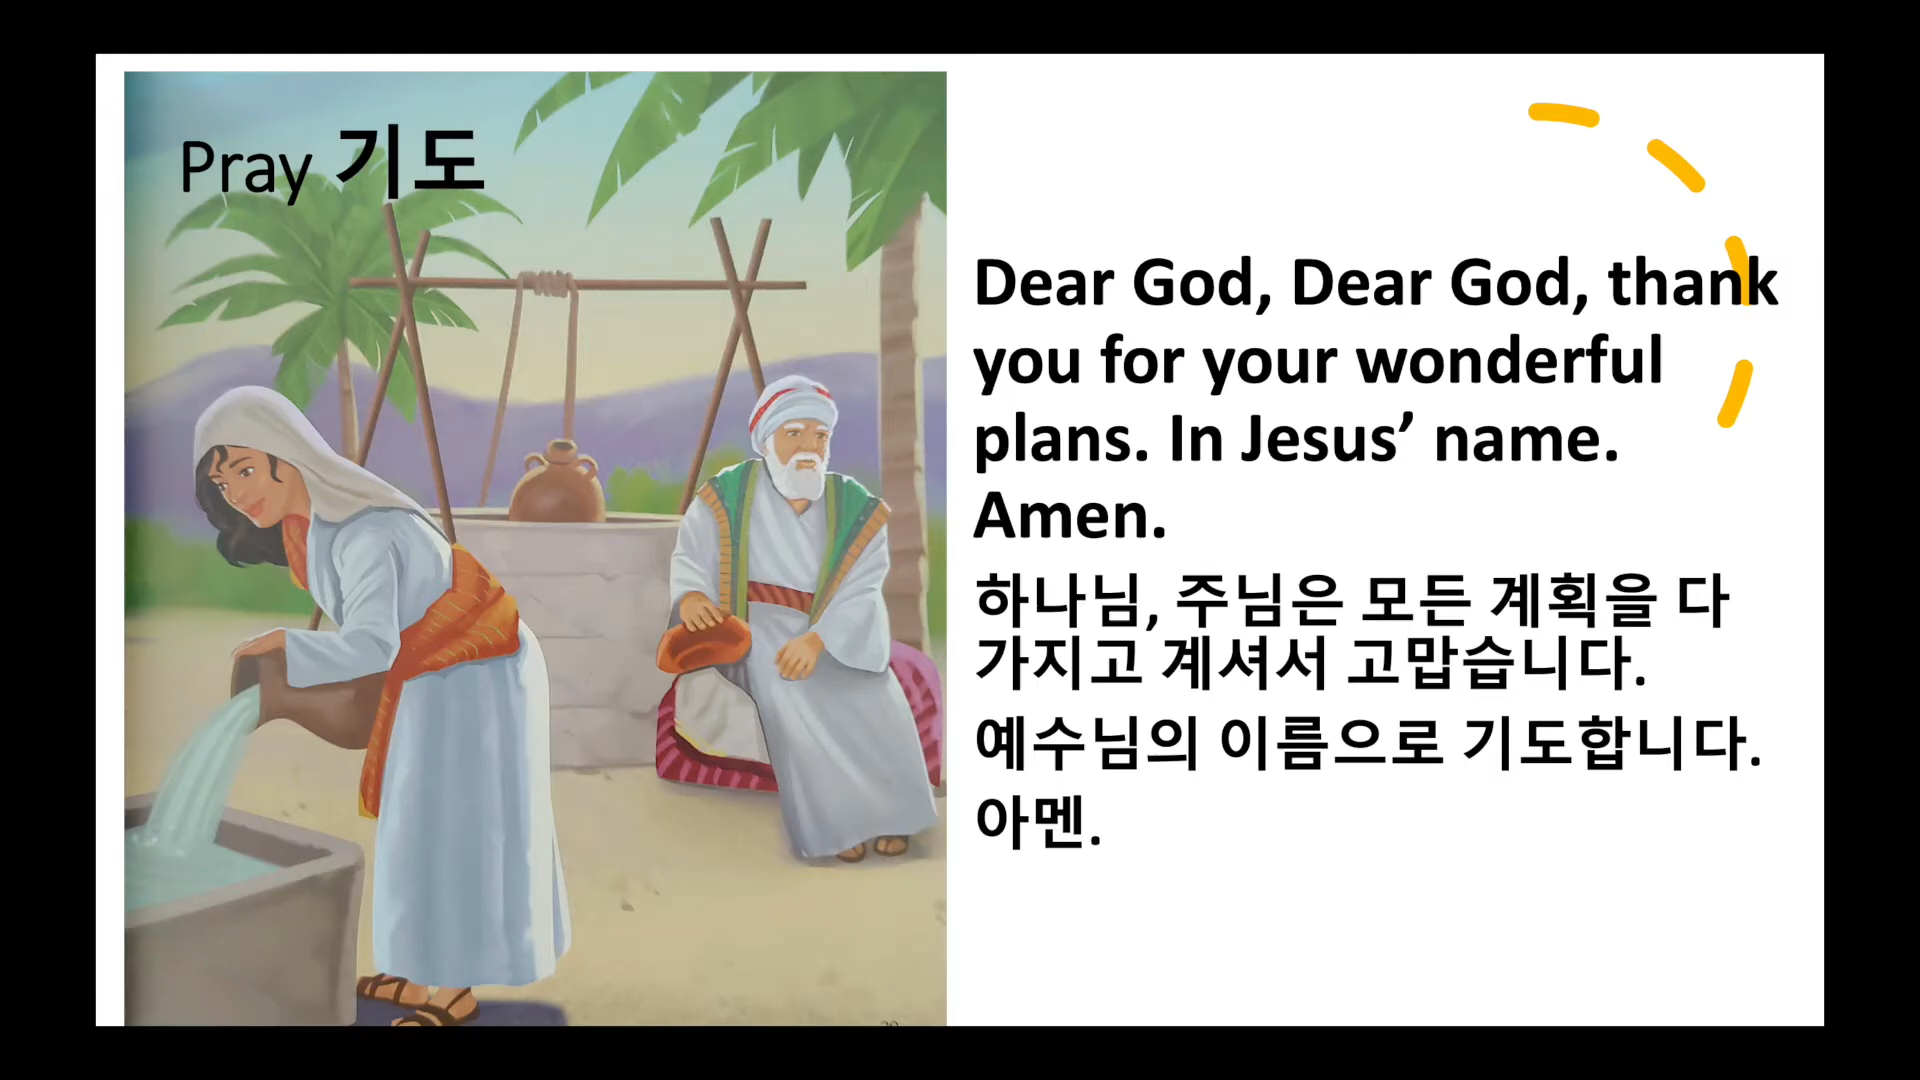 Pray 기도
Dear God, Dear God, thank
you for your wonderful
plans. In Jesus’ name.
Amen.
하나님, 주님은 모든 계획을 다
가지고 계셔서 고맙습니다.
예수님의 이름으로 기도합니다.
아멘.